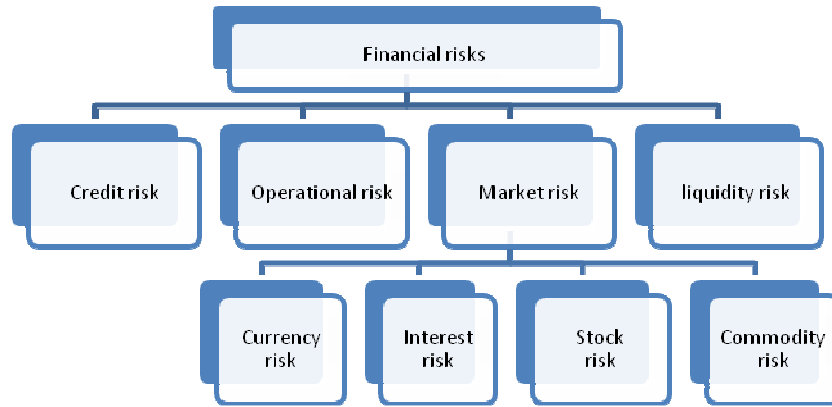 Financial risks
Credit risk
Operational risk
Market risk
liquidity risk
Currency
risk
Interest
risk
Stock
risk
Commodity
risk